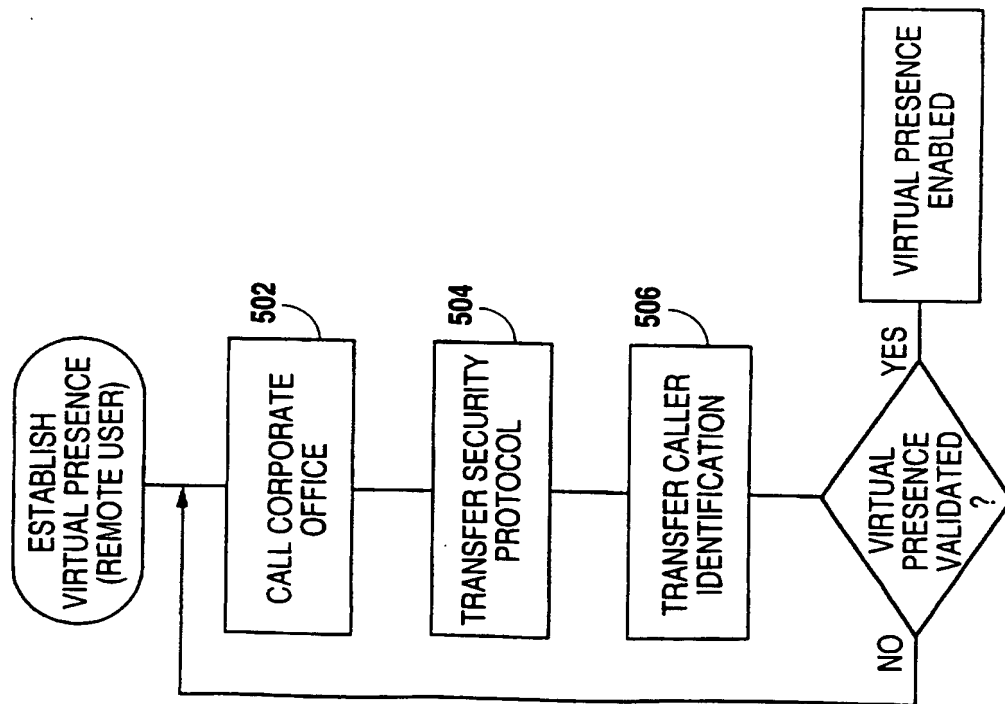 ESTABLISH
VIRTUAL PRESENCE
(REMOTE USER)
502
CALL CORPORATE
OFFICE
504
TRANSFER SECURITY
PROTOCOL
506
TRANSFER CALLER
IDENTIFICATION
VIRTUAL
PRESENCE
VALIDATED
?
NO
YES
VIRTUAL PRESENCE
ENABLED